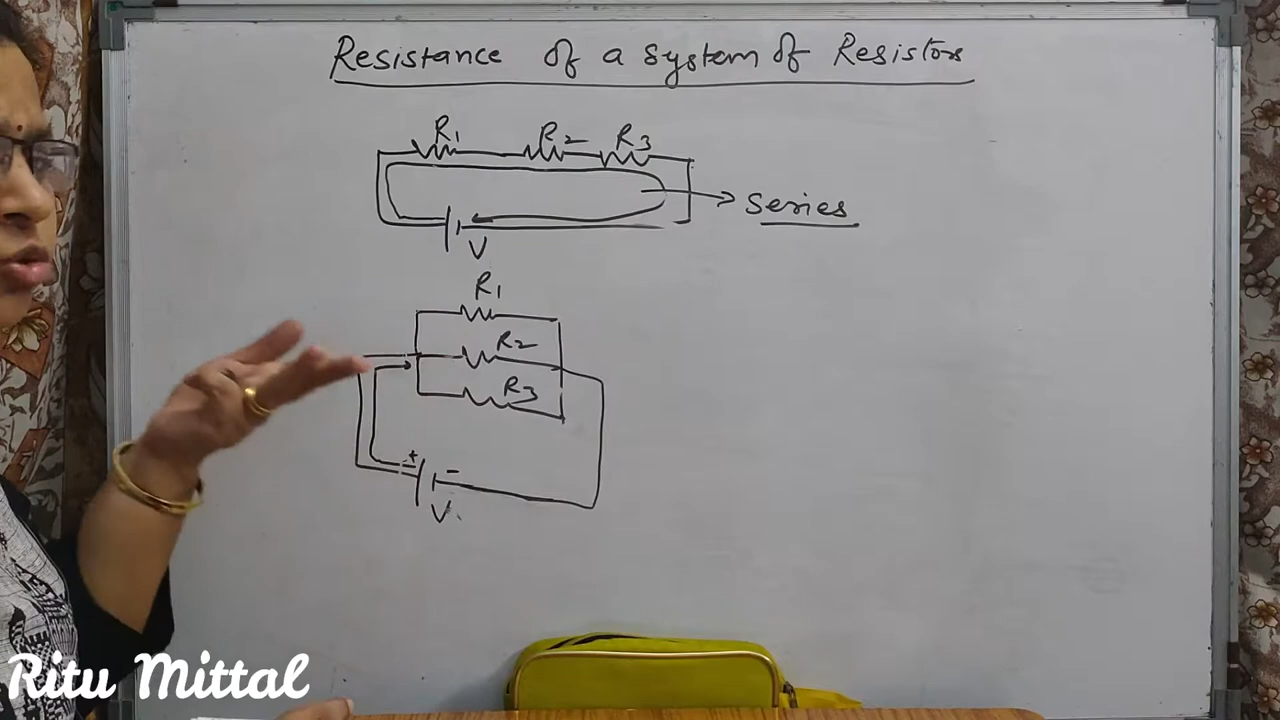 Resistance of a system of Resistors
R1 R2 R3
Series
V
R1
R2
R3
+ -
V
Ritu Mittal